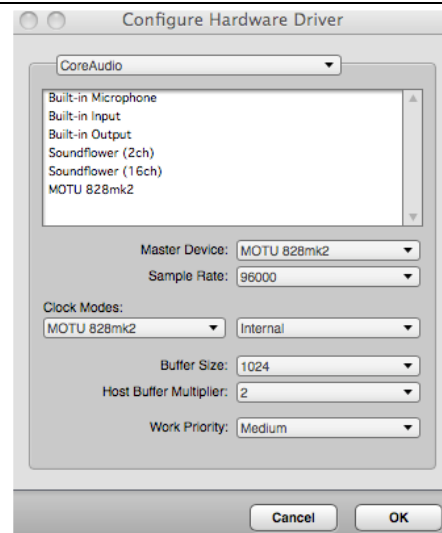 Configure Hardware Driver
CoreAudio
Built-in Microphone
Built-in Input
Built-in Output
Soundflower (2ch)
Soundflower (16ch)
MOTU 828mk2
Master Device: MOTU 828mk2
Sample Rate: 96000
Clock Modes:
MOTU 828mk2 Internal
Buffer Size: 1024
Host Buffer Multiplier: 2
Work Priority: Medium
Cancel OK